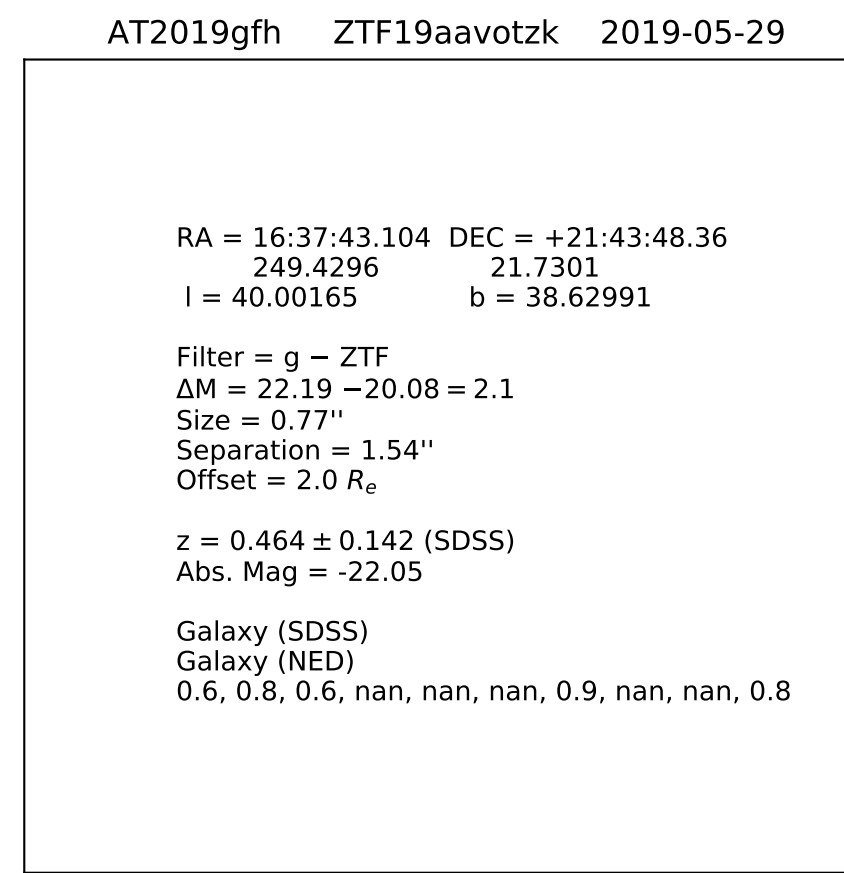 AT2019gfh ZTF19aavotzk 2019-05-29
RA = 16:37:43.104 DEC = +21:43:48.36
249.4296 21.7301
l = 40.00165 b = 38.62991
Filter = g − ZTF
ΔM = 22.19 −20.08 = 2.1
Size = 0.77''
Separation = 1.54''
Offset = 2.0 Re
z = 0.464 ± 0.142 (SDSS)
Abs. Mag = -22.05
Galaxy (SDSS)
Galaxy (NED)
0.6, 0.8, 0.6, nan, nan, nan, 0.9, nan, nan, 0.8